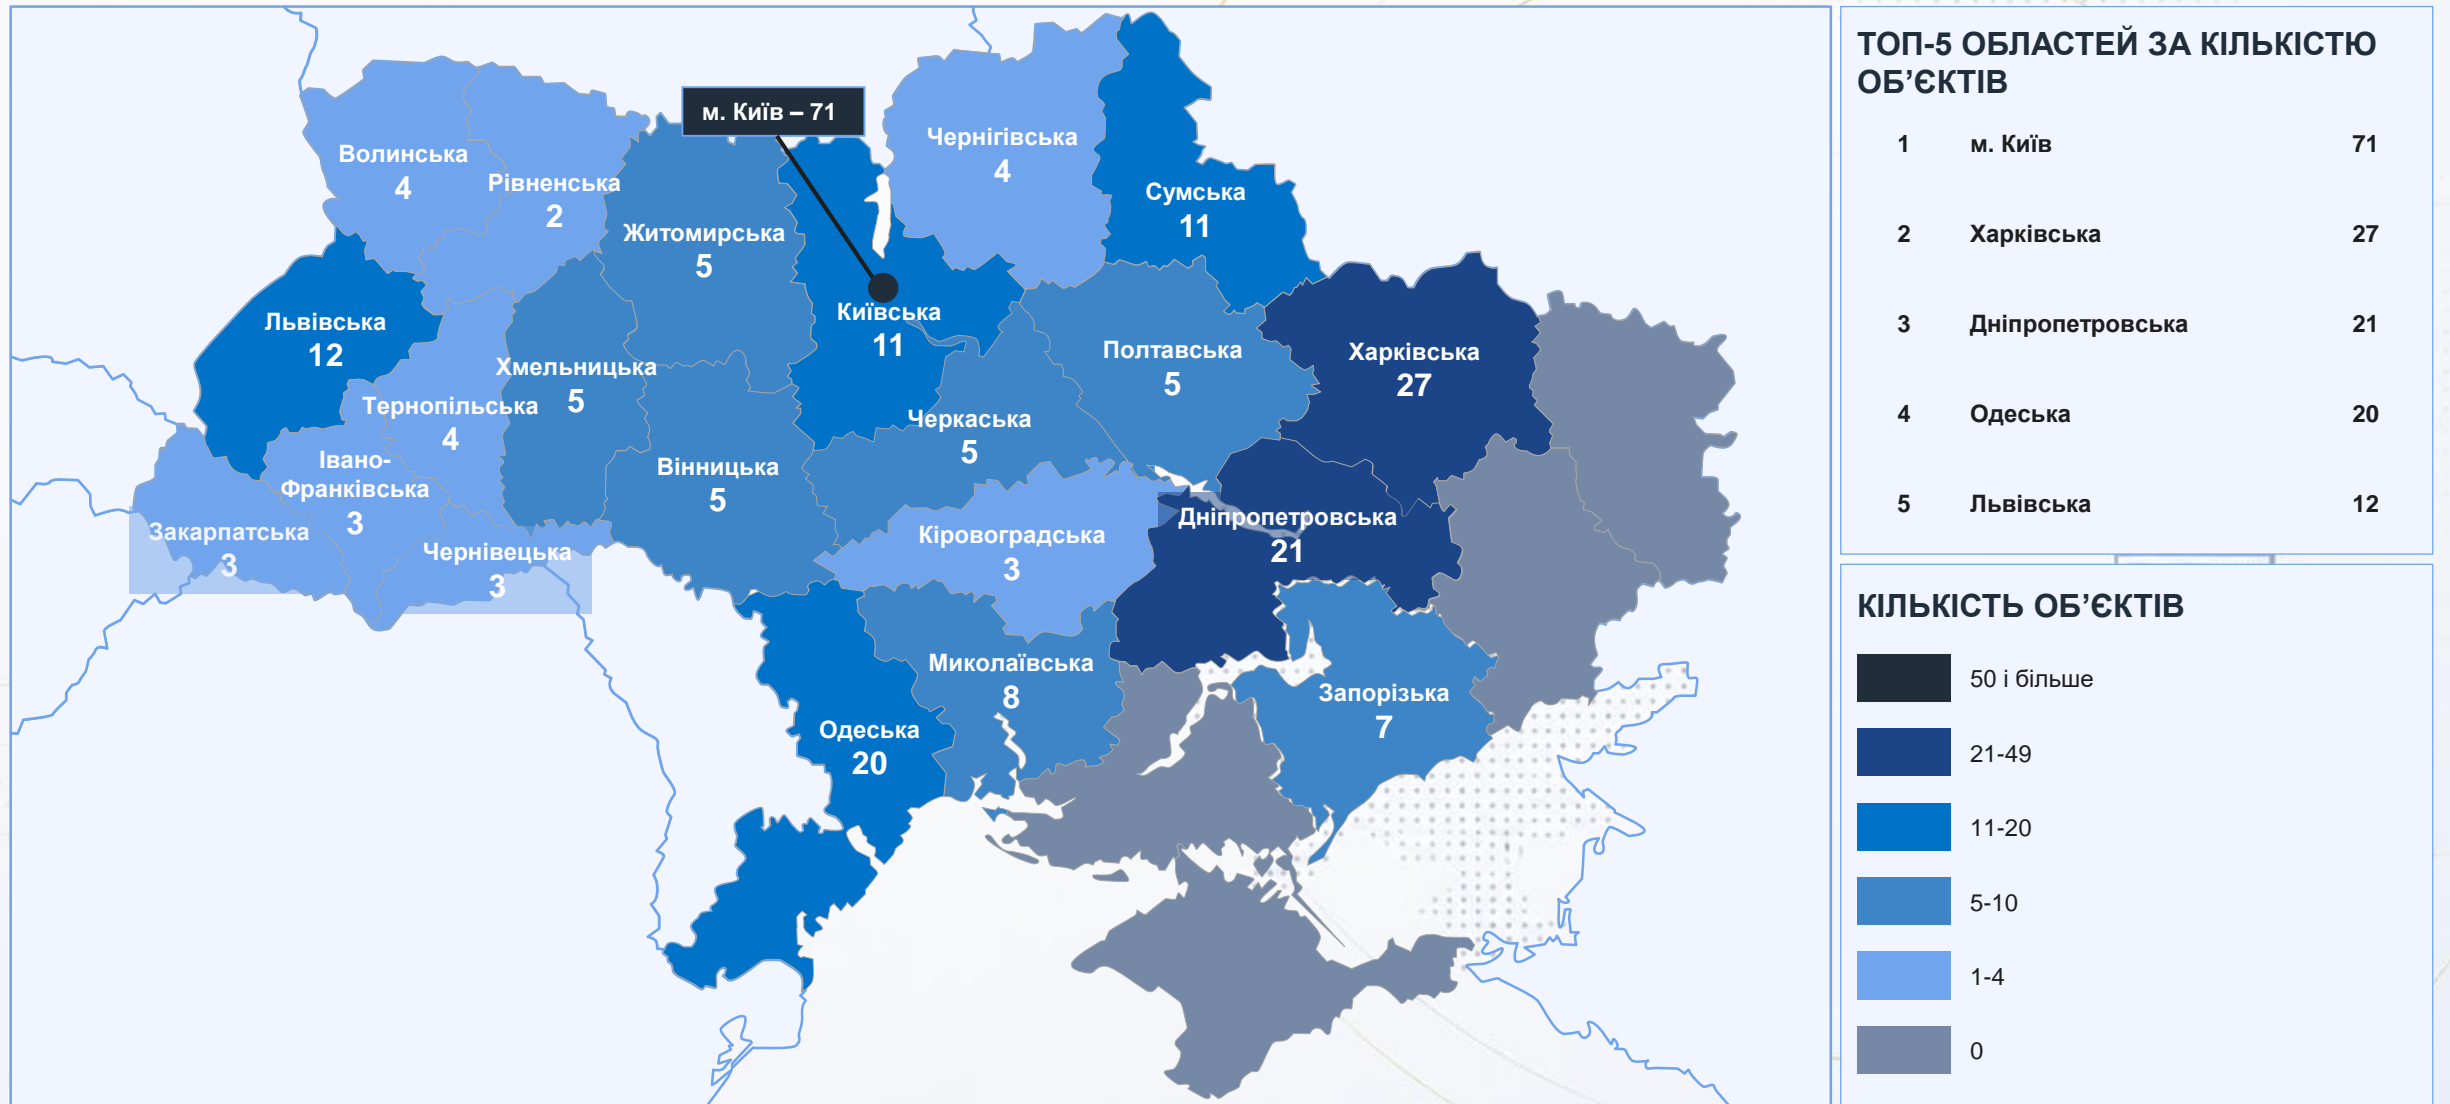 м. Київ – 71
Чернігівська
4
Волинська
4
Рівненська
2
Сумська
11
Житомирська
5
Київська
11
Львівська
12
Хмельницька
5
Полтавська
5
Харківська
27
Тернопільська
4
Черкаська
5
Вінницька
5
Івано-
Франківська
3
Закарпатська
3
Чернівецька
3
Кіровоградська
3
Дніпропетровська
21
Миколаївська
8
Запорізька
7
Одеська
20
ТОП-5 ОБЛАСТЕЙ ЗА КІЛЬКІСТЮ
ОБ’ЄКТІВ
1 м. Київ 71
2 Харківська 27
3 Дніпропетровська 21
4 Одеська 20
5 Львівська 12
КІЛЬКІСТЬ ОБ’ЄКТІВ
50 і більше
21-49
11-20
5-10
1-4
0